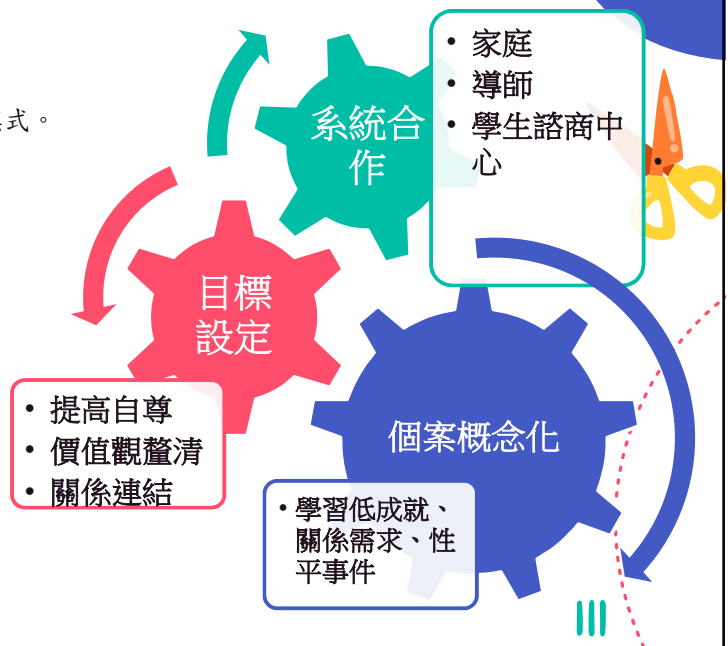 式。
系統合
作
• 家庭
• 導師
• 學生諮商中
心
目標
設定
• 提高自尊
• 價值觀釐清
• 關係連結
個案概念化
• 學習低成就、
關係需求、性
平事件